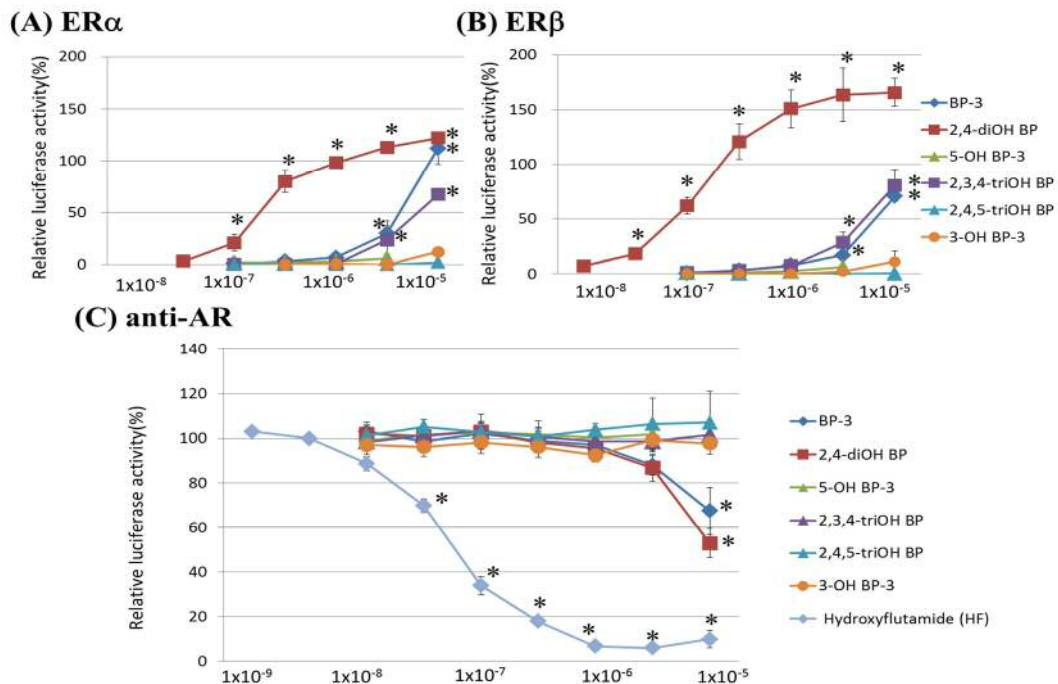 (A) ERα
(B) ERβ
Relative luciferase activity(%)
200
150
100
50
0
* * * * * * * * * *
1x10-8
1x10-7
1x10-6
1x10-5
Relative luciferase activity(%)
200
150
100
50
0
* * * * * * * * * * *
1x10-8
1x10-7
1x10-6
1x10-5
BP-3
2,4-diOH BP
5-OH BP-3
2,3,4-triOH BP
2,4,5-triOH BP
3-OH BP-3
(C) anti-AR
Relative luciferase activity(%)
140
120
100
80
60
40
20
0
* * * * * * * *
1x10-9
1x10-8
1x10-7
1x10-6
1x10-5
BP-3
2,4-diOH BP
5-OH BP-3
2,3,4-triOH BP
2,4,5-triOH BP
3-OH BP-3
Hydroxyflutamide (HF)